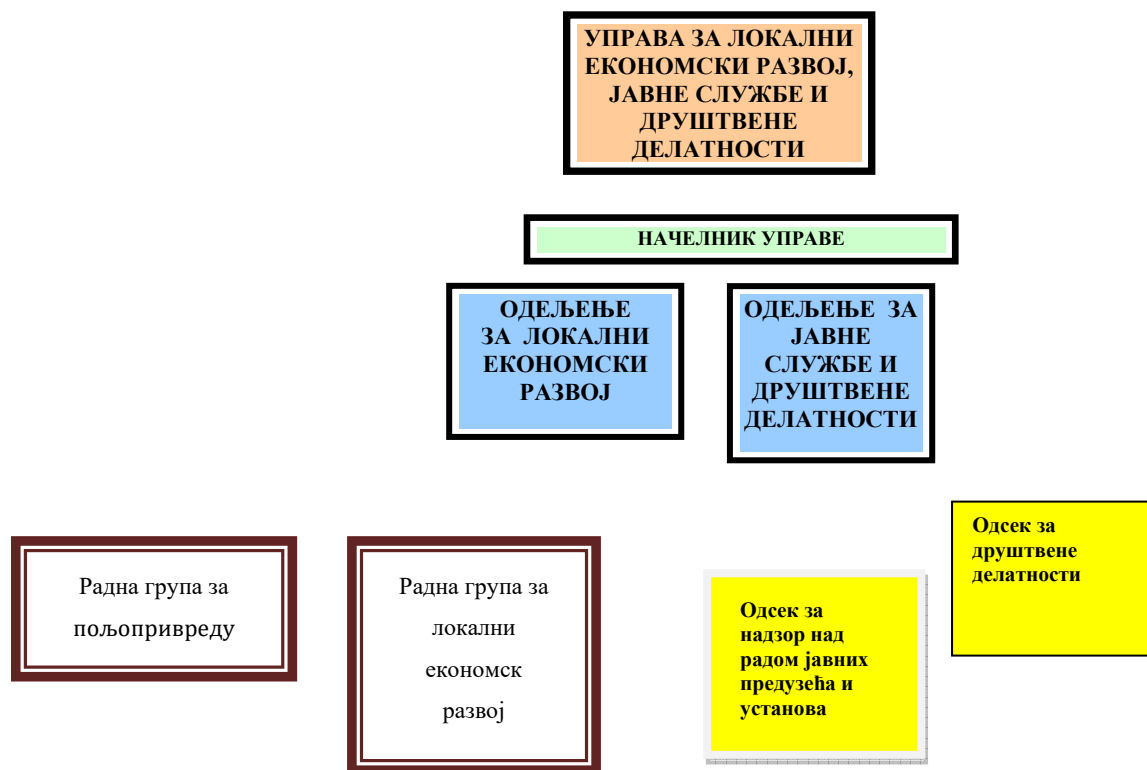 УПРАВА ЗА ЛОКАЛНИ
ЕКОНОМСКИ РАЗВОЈ,
ЈАВНЕ СЛУЖБЕ И
ДРУШТВЕНЕ
ДЕЛАТНОСТИ
НАЧЕЛНИК УПРАВЕ
ОДЕЉЕЊЕ
ЗА ЛОКАЛНИ
ЕКОНОМСКИ
РАЗВОЈ
ОДЕЉЕЊЕ ЗА
ЈАВНЕ
СЛУЖБЕ И
ДРУШТВЕНЕ
ДЕЛАТНОСТИ
Радна група за
пољопривреду
Радна група за
локални
економск
развој
Одсек за
надзор над
радом јавних
предузећа и
установа
Одсек за
друштвене
делатности